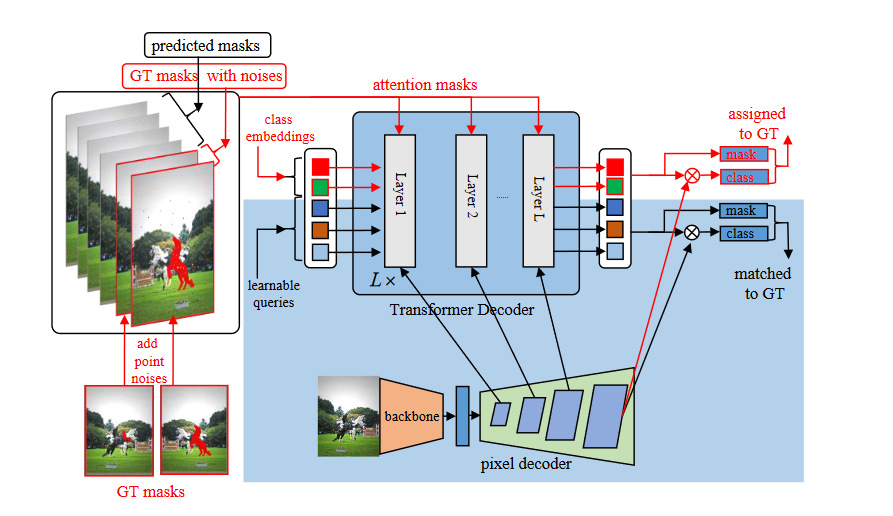 predicted masks
GT masks with noises
attention masks
class
embeddings
assigned
to GT
mask
class
Layer 1
Layer 2
......
Layer L
mask
class
learnable
queries
L ×
Transformer Decoder
matched
to GT
add
point
noises
backbone
pixel decoder
GT masks